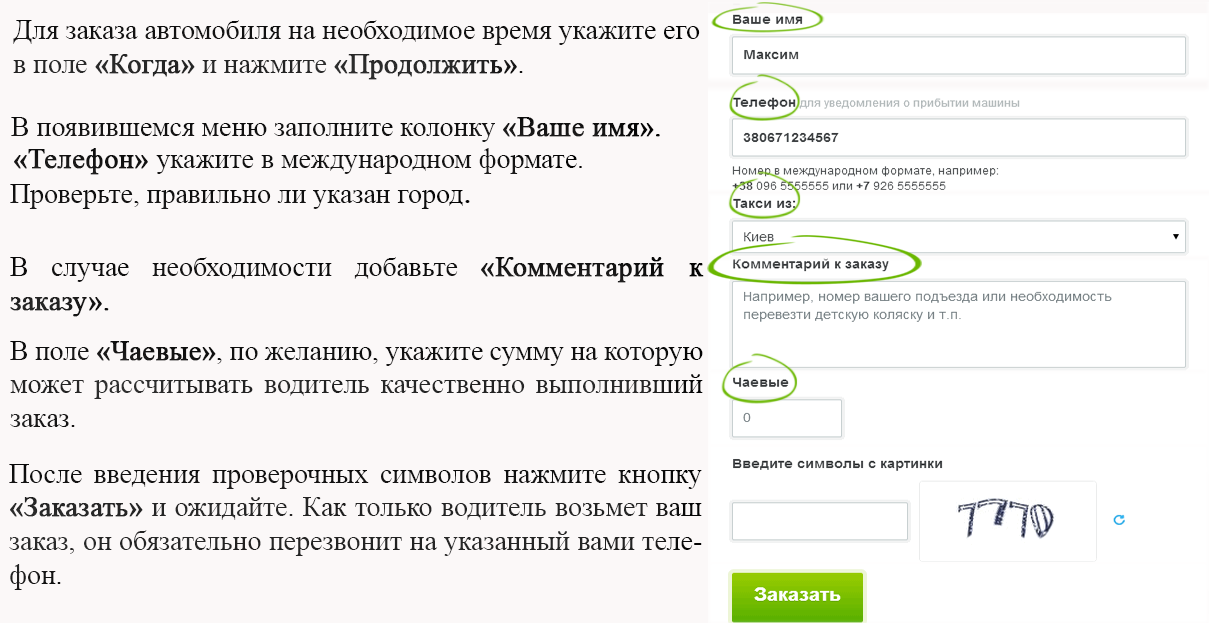 Для заказа автомобиля на необходимое время укажите его
в поле «Когда» и нажмите «Продолжить».
В появившемся меню заполните колонку «Ваше имя».
«Телефон» укажите в международном формате.
Проверьте, правильно ли указан город.
В случае необходимости добавьте «Комментарий к
заказу».
В поле «Чаевые», по желанию, укажите сумму на которую
может рассчитывать водитель качественно выполнивший
заказ.
После введения проверочных символов нажмите кнопку
«Заказать» и ожидайте. Как только водитель возьмет ваш
заказ, он обязательно перезвонит на указанный вами теле-
фон.
Ваше имя
Максим
Телефон для уведомления о прибытии машины
380671234567
Номер в международном формате, например:
+38 096 5555555 или +7 926 5555555
Такси из:
Киев
Комментарий к заказу
Например, номер вашего подъезда или необходимость
перевезти детскую коляску и т.п.
Чаевые
0
Введите символы с картинки
7770
Заказать